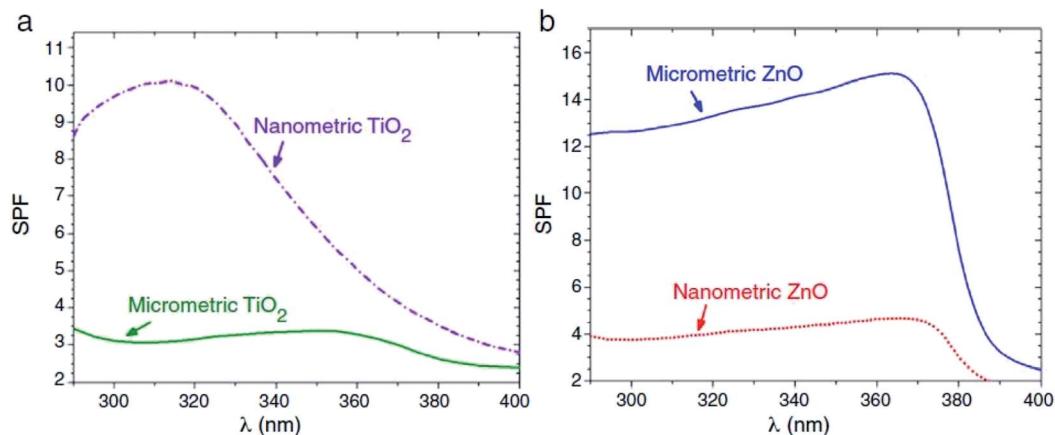 a
11
10
9
8
7
6
5
4
3
2
SPF
Nanometric TiO2
Micrometric TiO2
300 320 340 360 380 400
λ (nm)
b
16
14
12
10
8
6
4
2
SPF
Micrometric ZnO
Nanometric ZnO
300 320 340 360 380 400
λ (nm)